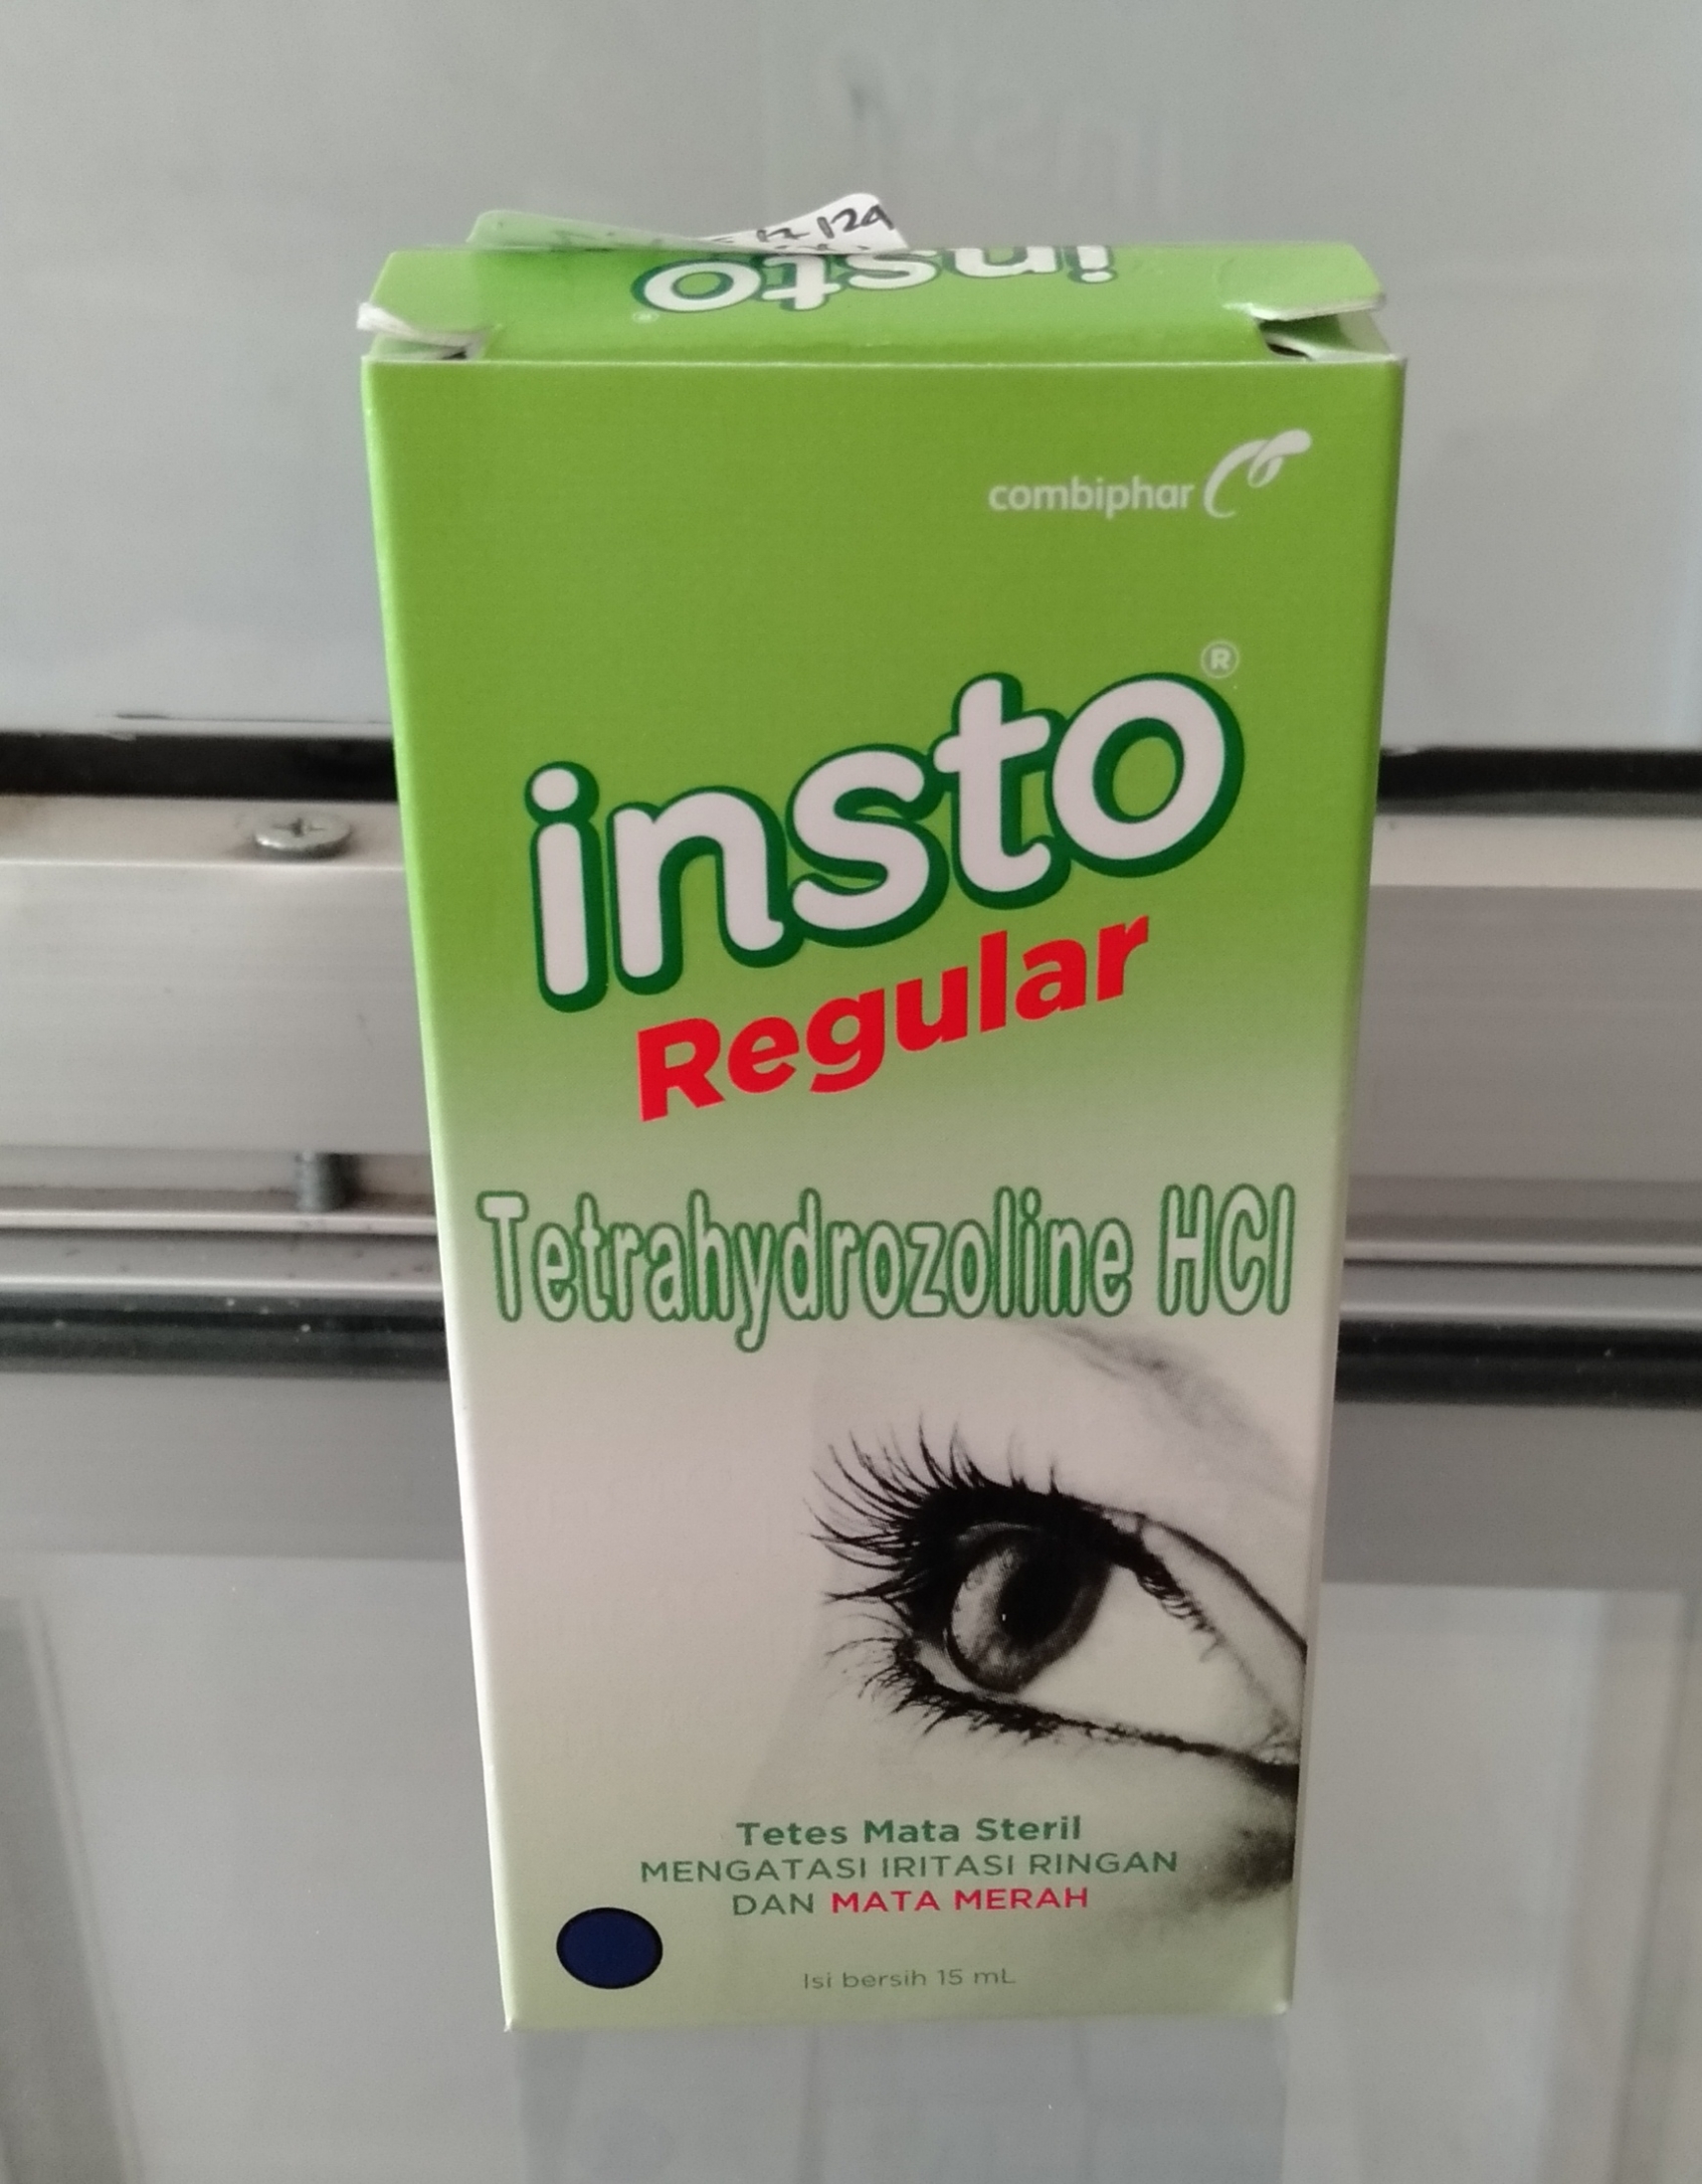 insto
combiphar
insto®
Regular
Tetrahydrozoline HCl
Tetes Mata Steril
MENGATASI IRITASI RINGAN
DAN MATA MERAH
Isi bersih 15 mL